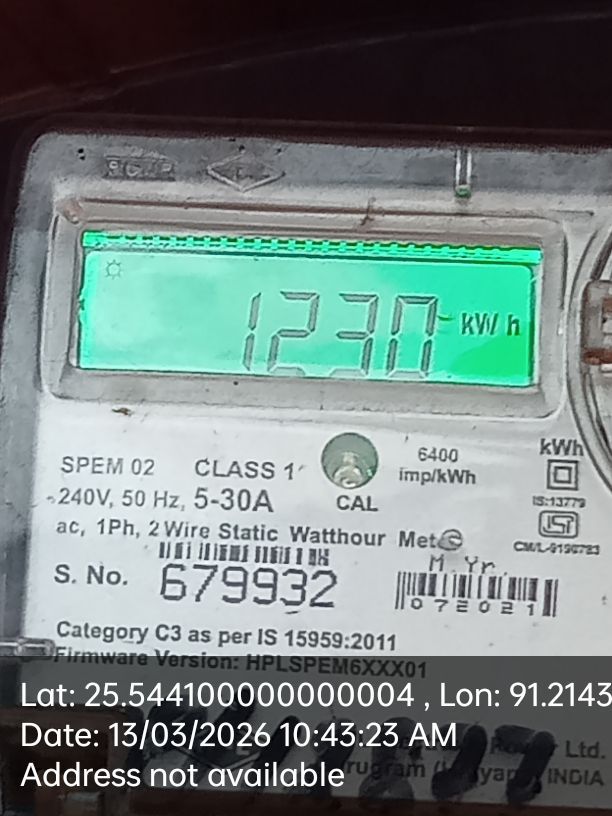 1230 kWh
SPEM 02 CLASS 1 6400 imp/kWh kWh
240V, 50 Hz, 5-30A CAL IS:13779
ac, 1Ph, 2 Wire Static Watthour
M Yr.
S. No. 679932 072021
Category C3 as per IS 15959:2011
Firmware Version: HPLSPEM6XXX01
Lat: 25.544100000000004 , Lon: 91.2143
Date: 13/03/2026 10:43:23 AM
Ltd.
Address not available
INDIA